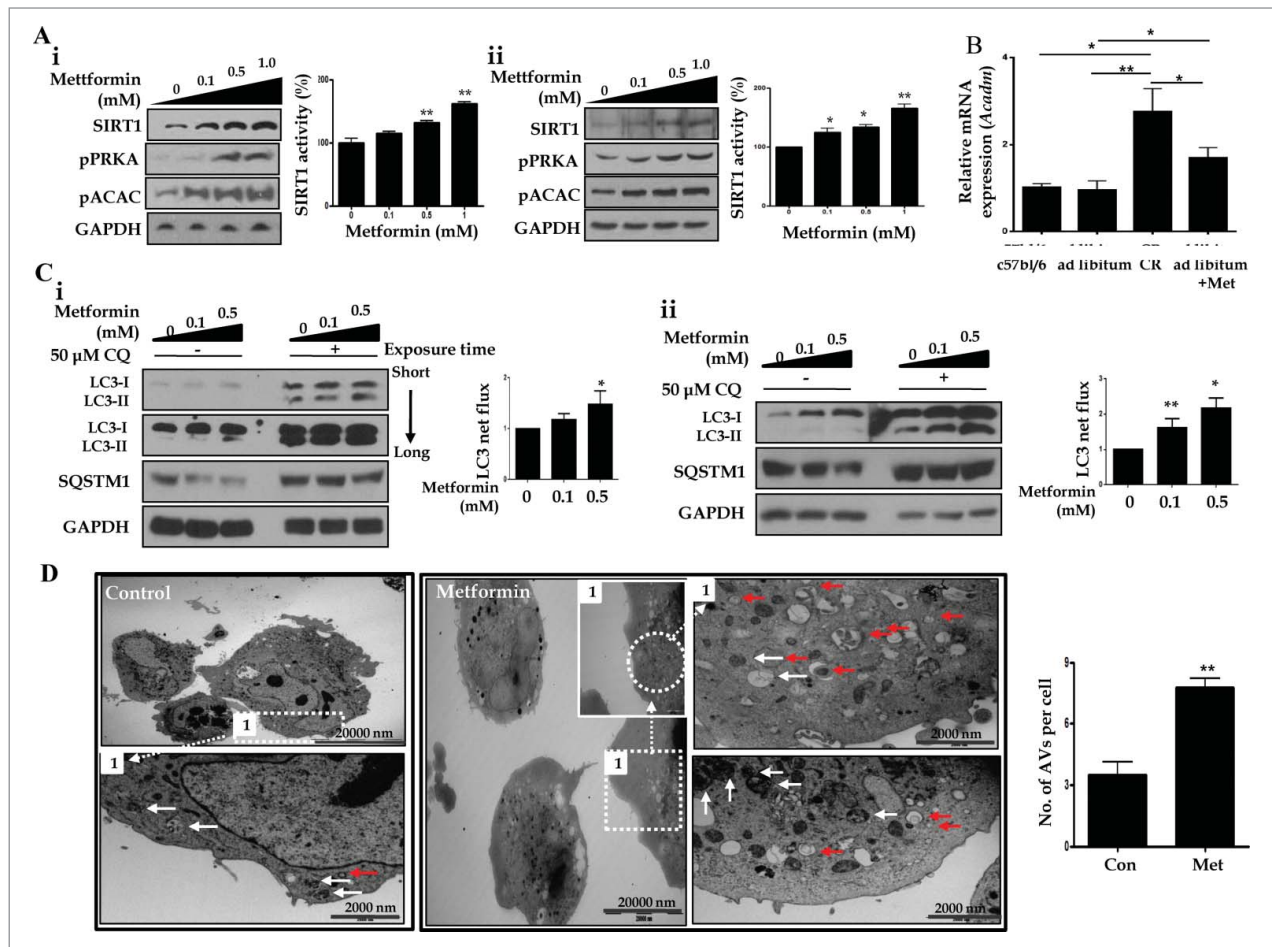 A
i
Mettformin
(mM)
0 0.1 0.5 1.0
SIRT1
pPRKA
pACAC
GAPDH
SIRT1 activity (%)
200
100
0
0 0.1 0.5 1
** **
Metformin (mM)
ii
Mettformin
(mM)
0 0.1 0.5 1.0
SIRT1
pPRKA
pACAC
GAPDH
SIRT1 activity (%)
200
100
0
0 0.1 0.5 1
* * **
Metformin (mM)
B
Relative mRNA
expression (Acadm)
4
2
0
* *
** *
c57bl/6 ad libitum CR ad libitum
+Met
C
i
Metformin
(mM)
0 0.1 0.5
0 0.1 0.5
50 µM CQ - + Exposure time
Short
Long
LC3-I
LC3-II
LC3-I
LC3-II
SQSTM1
GAPDH
LC3 net flux
2
1
0
*
Metformin
(mM)
0 0.1 0.5
ii
Metformin
(mM)
0 0.1 0.5
0 0.1 0.5
50 µM CQ - +
LC3-I
LC3-II
SQSTM1
GAPDH
LC3 net flux
3
2
1
0
** *
Metformin
(mM)
0 0.1 0.5
D
Control
1
20000 nm
1
2000 nm
Metformin
1
1
20000 nm
1
2000 nm
2000 nm
No. of AVs per cell
9
6
3
0
**
Con Met